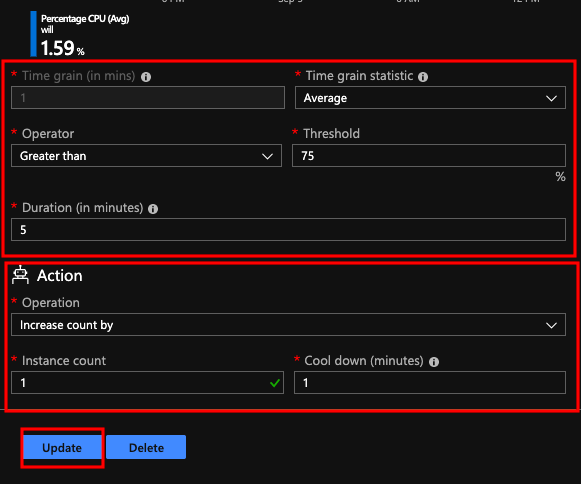 Sep 5
Percentage CPU (Avg)
will
1.59 %
* Time grain (in mins)
* Time grain statistic
1
Average
* Operator
* Threshold
Greater than
75
%
* Duration (in minutes)
5
Action
* Operation
Increase count by
* Instance count
* Cool down (minutes)
1
1
Update
Delete